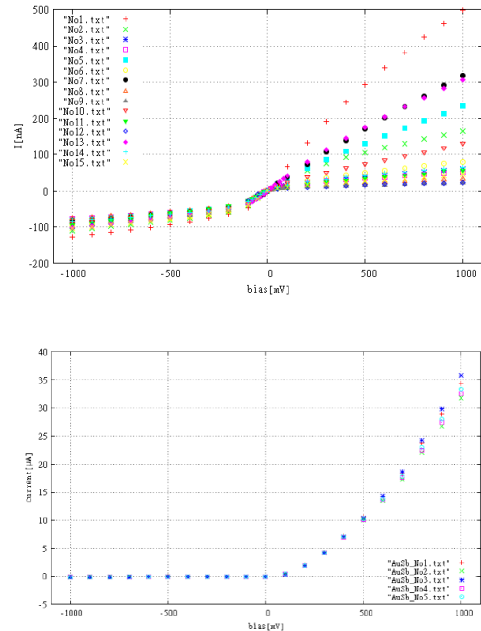 500
400
300
200
100
0
-100
-200
I[nA]
"No1.txt"
"No2.txt"
"No3.txt"
"No4.txt"
"No5.txt"
"No6.txt"
"No7.txt"
"No8.txt"
"No9.txt"
"No10.txt"
"No11.txt"
"No12.txt"
"No13.txt"
"No14.txt"
"No15.txt"
-1000 -500 0 500 1000
bias[mV]
40
35
30
25
20
15
10
5
0
-5
Current[μA]
"AuSb_No1.txt"
"AuSb_No2.txt"
"AuSb_No3.txt"
"AuSb_No4.txt"
"AuSb_No5.txt"
-1000 -500 0 500 1000
bias[mV]